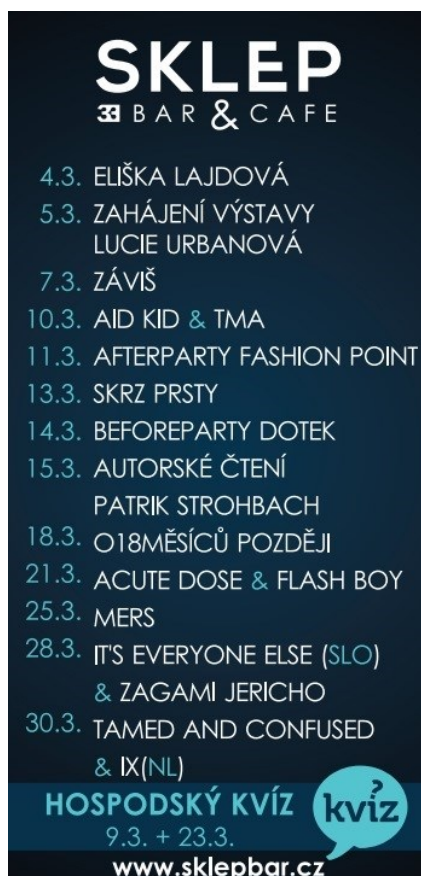 SKLEP
33 BAR & CAFE
4.3. ELIŠKA LAJDOVÁ
5.3. ZAHÁJENÍ VÝSTAVY
LUCIE URBANOVÁ
7.3. ZÁVIŠ
10.3. AID KID & TMA
11.3. AFTERPARTY FASHION POINT
13.3. SKRZ PRSTY
14.3. BEFOREPARTY DOTEK
15.3. AUTORSKÉ ČTENÍ
PATRIK STROHBACH
18.3. O18MĚSÍCŮ POZDĚJI
21.3. ACUTE DOSE & FLASH BOY
25.3. MERS
28.3. IT'S EVERYONE ELSE (SLO)
& ZAGAMI JERICHO
30.3. TAMED AND CONFUSED
& IX(NL)
HOSPODSKÝ KVÍZ
kvíz?
9.3. + 23.3.
www.sklepbar.cz